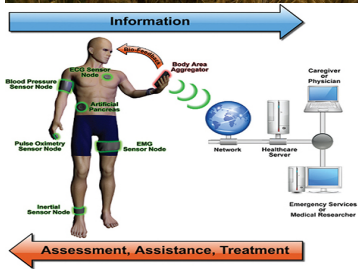 Information
Bio-Feedback
ECG Sensor
Node
Body Area
Aggregator
Blood Pressure
Sensor Node
Artificial
Pancreas
Pulse Oximetry
Sensor Node
EMG
Sensor Node
Inertial
Sensor Node
Caregiver
or
Physician
Network
Healthcare
Server
Emergency Services
or
Medical Researcher
Assessment, Assistance, Treatment